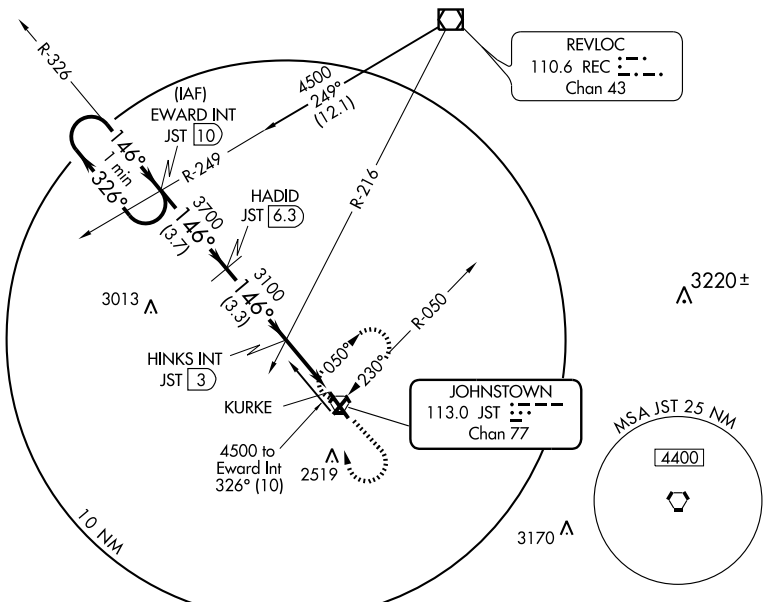 R-326
(IAF)
EWARD INT
JST 10
4500
249°
(12.1)
REVLOC
110.6 REC
Chan 43
146°
1 min
326°
R-249
R-216
3700
146°
(3.7)
HADID
JST 6.3
3100
146°
(3.3)
3013
3220±
R-050
HINKS INT
JST 3
050°
230°
KURKE
JOHNSTOWN
113.0 JST
Chan 77
4500 to
Eward Int
326° (10)
2519
MSA JST 25 NM
4400
10 NM
3170